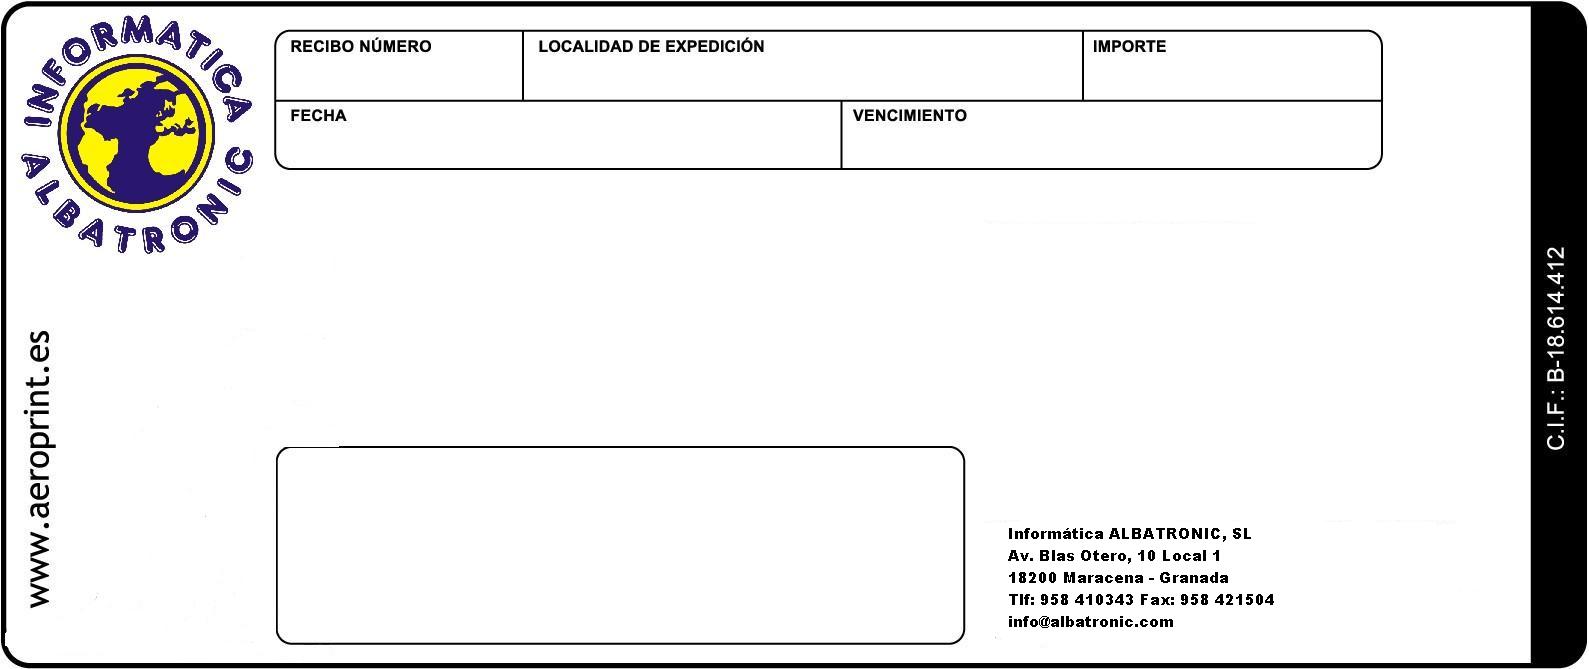 INFORMATICA
ALBATRONIC
RECIBO NÚMERO
LOCALIDAD DE EXPEDICIÓN
IMPORTE
FECHA
VENCIMIENTO
www.aeroprint.es
C.I.F.: B-18.614.412
Informática ALBATRONIC, SL
Av. Blas Otero, 10 Local 1
18200 Maracena - Granada
Tlf: 958 410343 Fax: 958 421504
info@albatronic.com